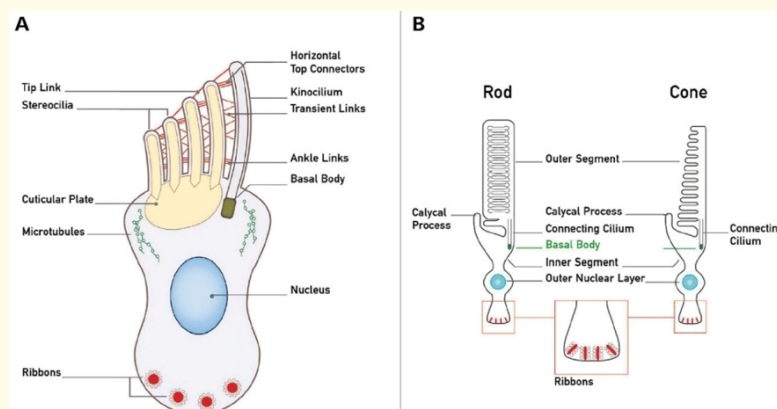 A
Horizontal
Top Connectors
Tip Link
Kinocilium
Stereocilia
Transient Links
Ankle Links
Basal Body
Cuticular Plate
Microtubules
Nucleus
Ribbons
B
Rod
Cone
Outer Segment
Calycal
Process
Calycal Process
Connecting Cilium
Connecting
Cilium
Basal Body
Inner Segment
Outer Nuclear Layer
Ribbons